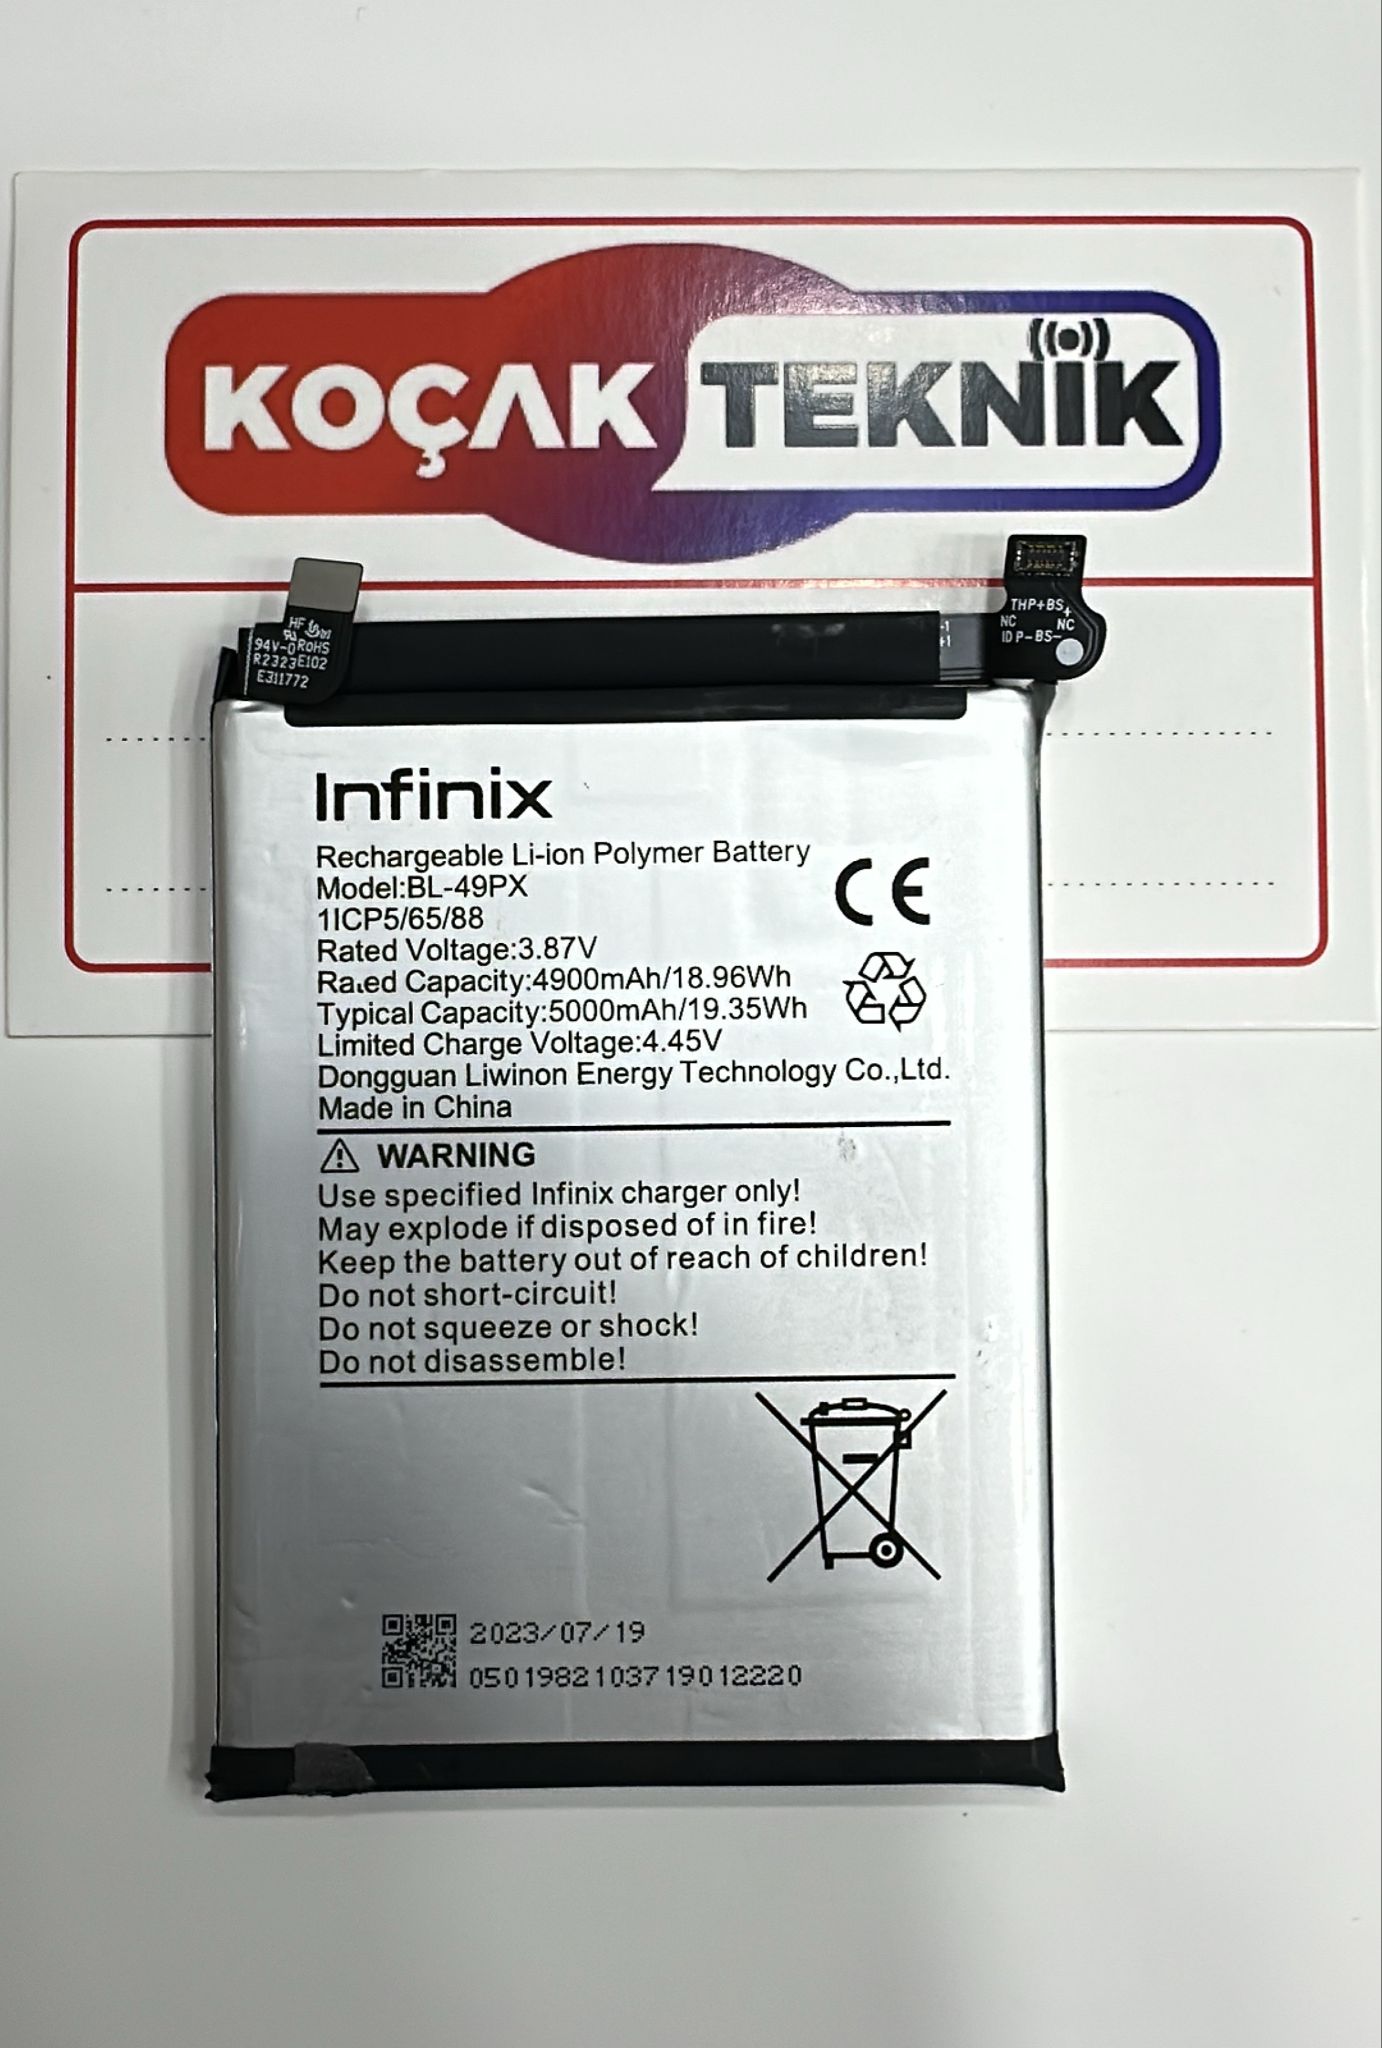 KOÇAK TEKNİK
THP+BS+
NC NC
ID P-BS-
-1
+1
HF
94V-0 RoHS
R2323E102
E311772
Infinix
Rechargeable Li-ion Polymer Battery
Model:BL-49PX
1ICP5/65/88
Rated Voltage:3.87V
Rated Capacity:4900mAh/18.96Wh
Typical Capacity:5000mAh/19.35Wh
Limited Charge Voltage:4.45V
Dongguan Liwinon Energy Technology Co.,Ltd.
Made in China
CE
WARNING
Use specified Infinix charger only!
May explode if disposed of in fire!
Keep the battery out of reach of children!
Do not short-circuit!
Do not squeeze or shock!
Do not disassemble!
2023/07/19
0501982103719012220